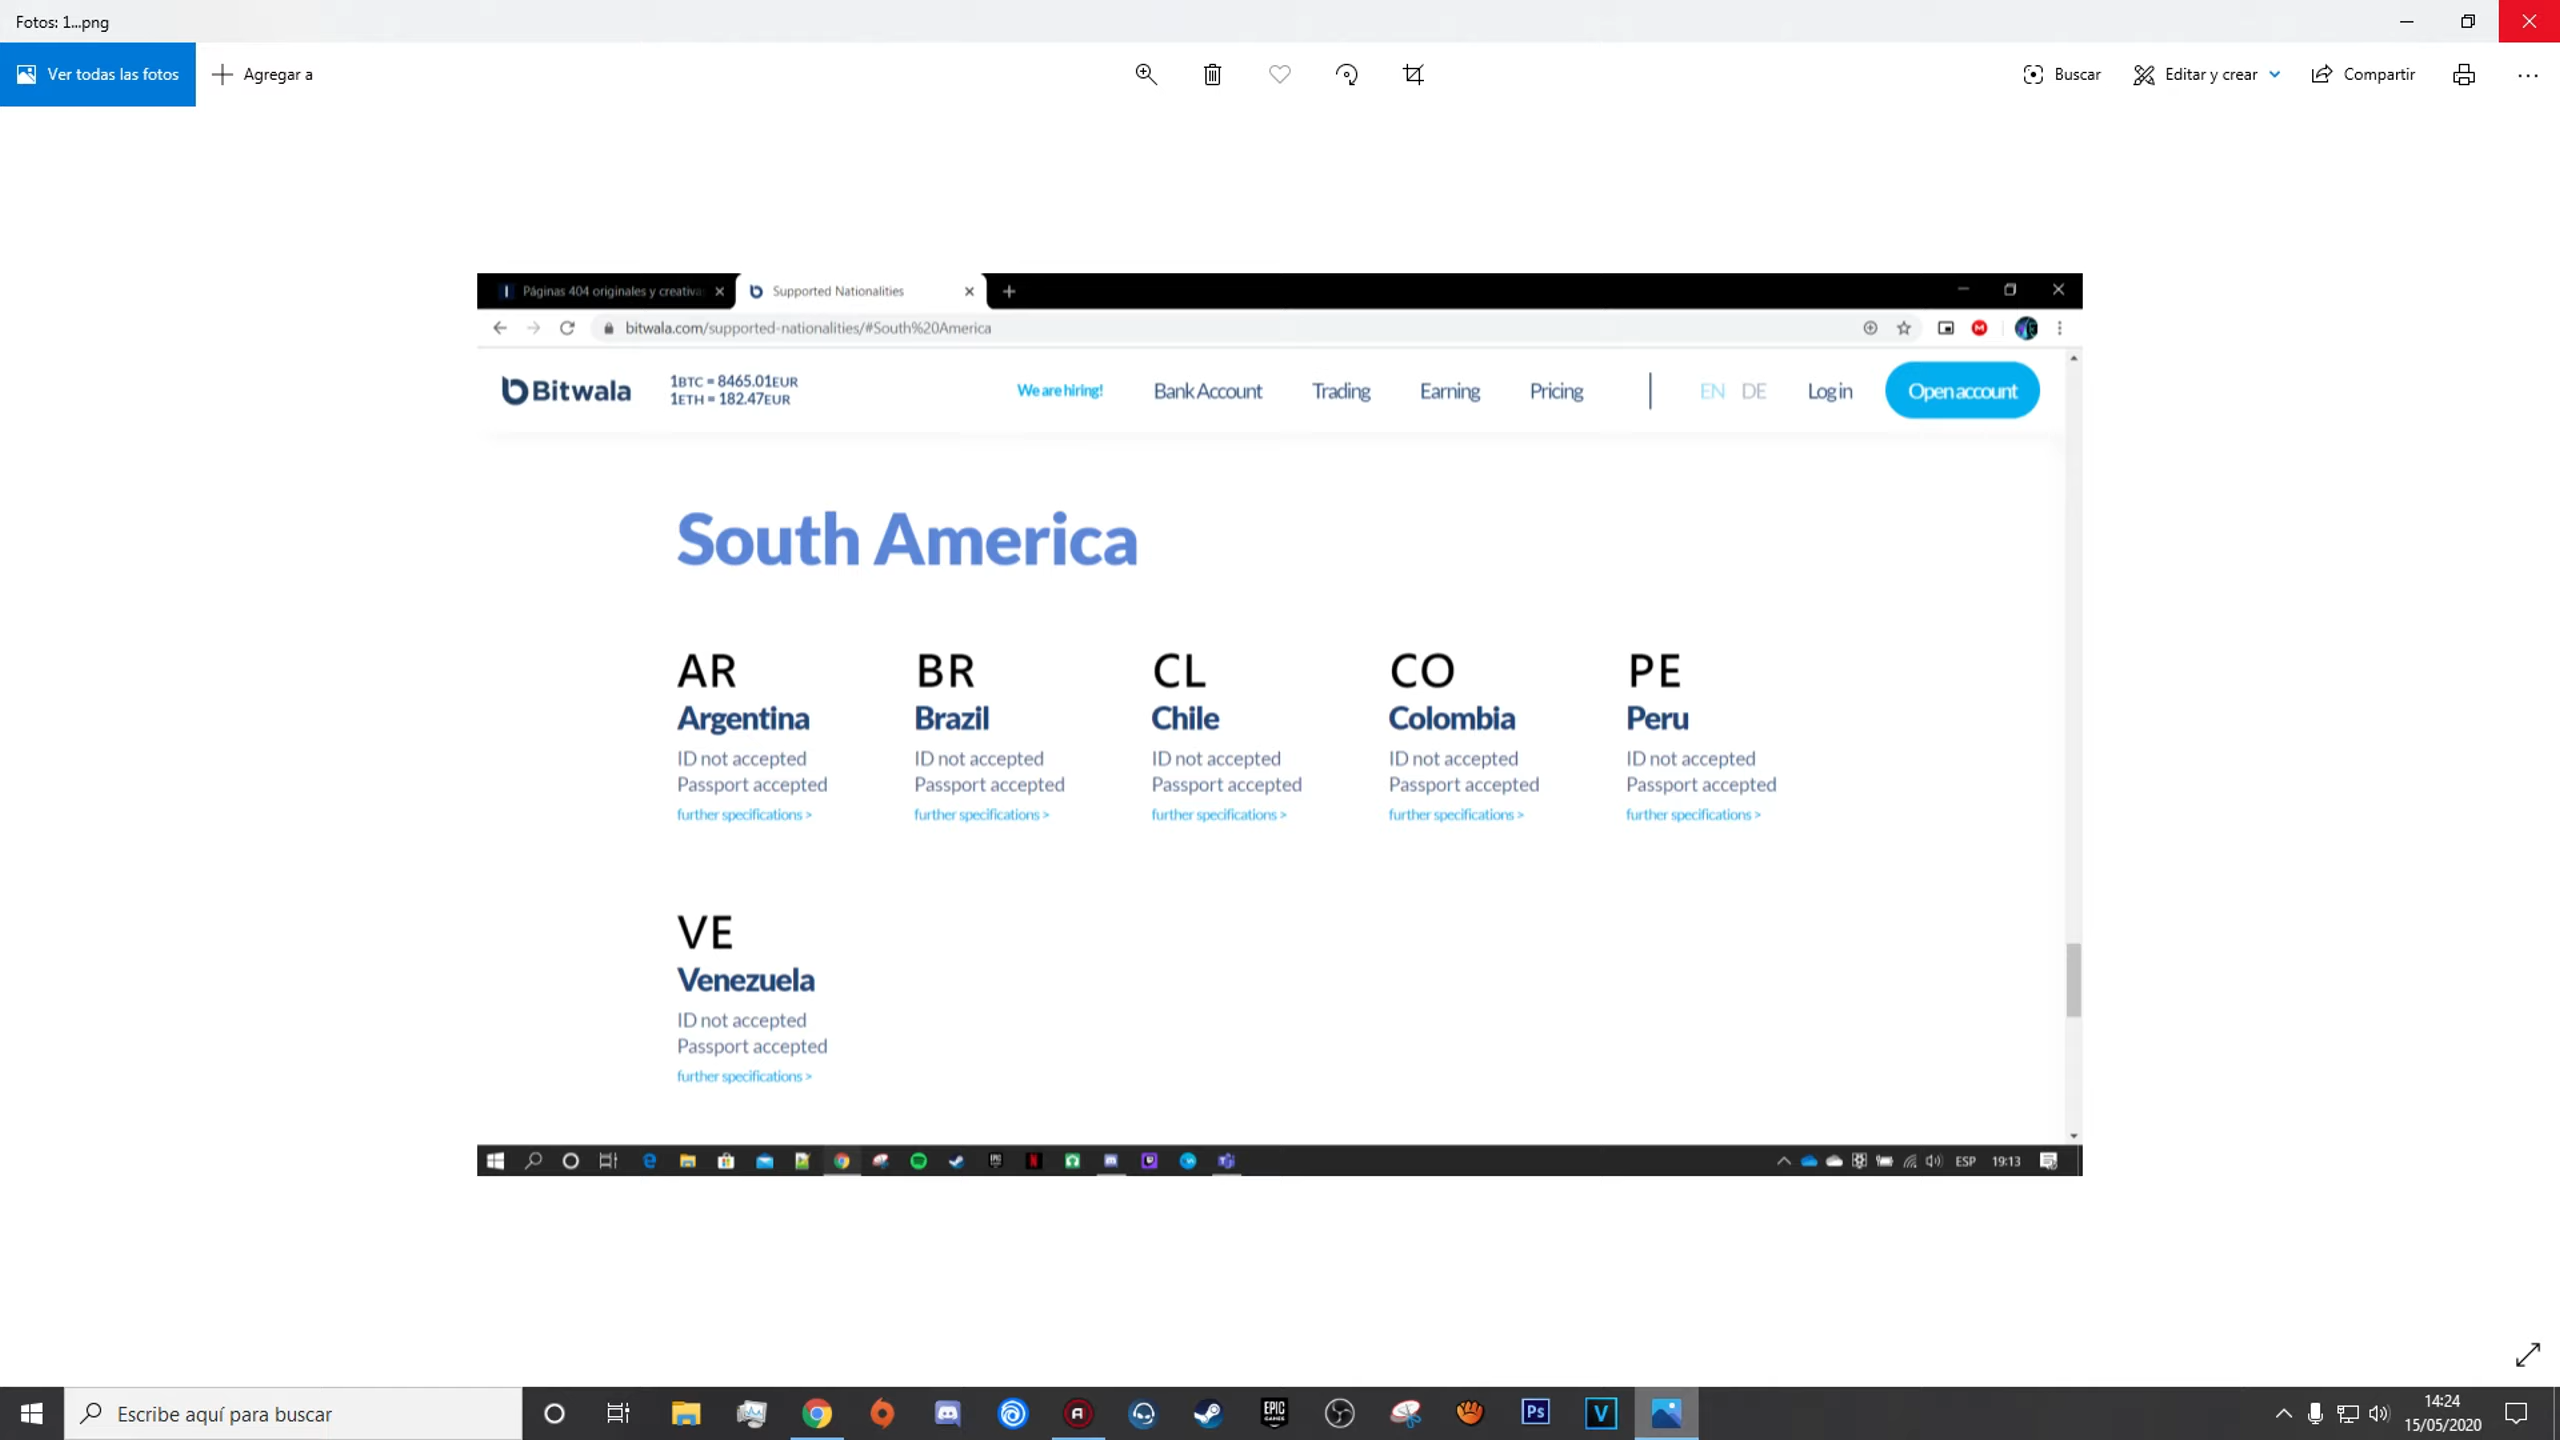 Fotos: 1...png
Ver todas las fotos
Agregar a
Buscar
Editar y crear
Compartir
Páginas 404 originales y creativa
Supported Nationalities
bitwala.com/supported-nationalities/#South%20America
Bitwala
1BTC = 8465.01EUR
1ETH = 182.47EUR
We are hiring!
Bank Account
Trading
Earning
Pricing
EN DE
Log in
Open account
South America
AR
Argentina
ID not accepted
Passport accepted
further specifications >
BR
Brazil
ID not accepted
Passport accepted
further specifications >
CL
Chile
ID not accepted
Passport accepted
further specifications >
CO
Colombia
ID not accepted
Passport accepted
further specifications >
PE
Peru
ID not accepted
Passport accepted
further specifications >
VE
Venezuela
ID not accepted
Passport accepted
further specifications >
ESP
19:13
Escribe aquí para buscar
EPIC
GAMES
Ps
V
14:24
15/05/2020